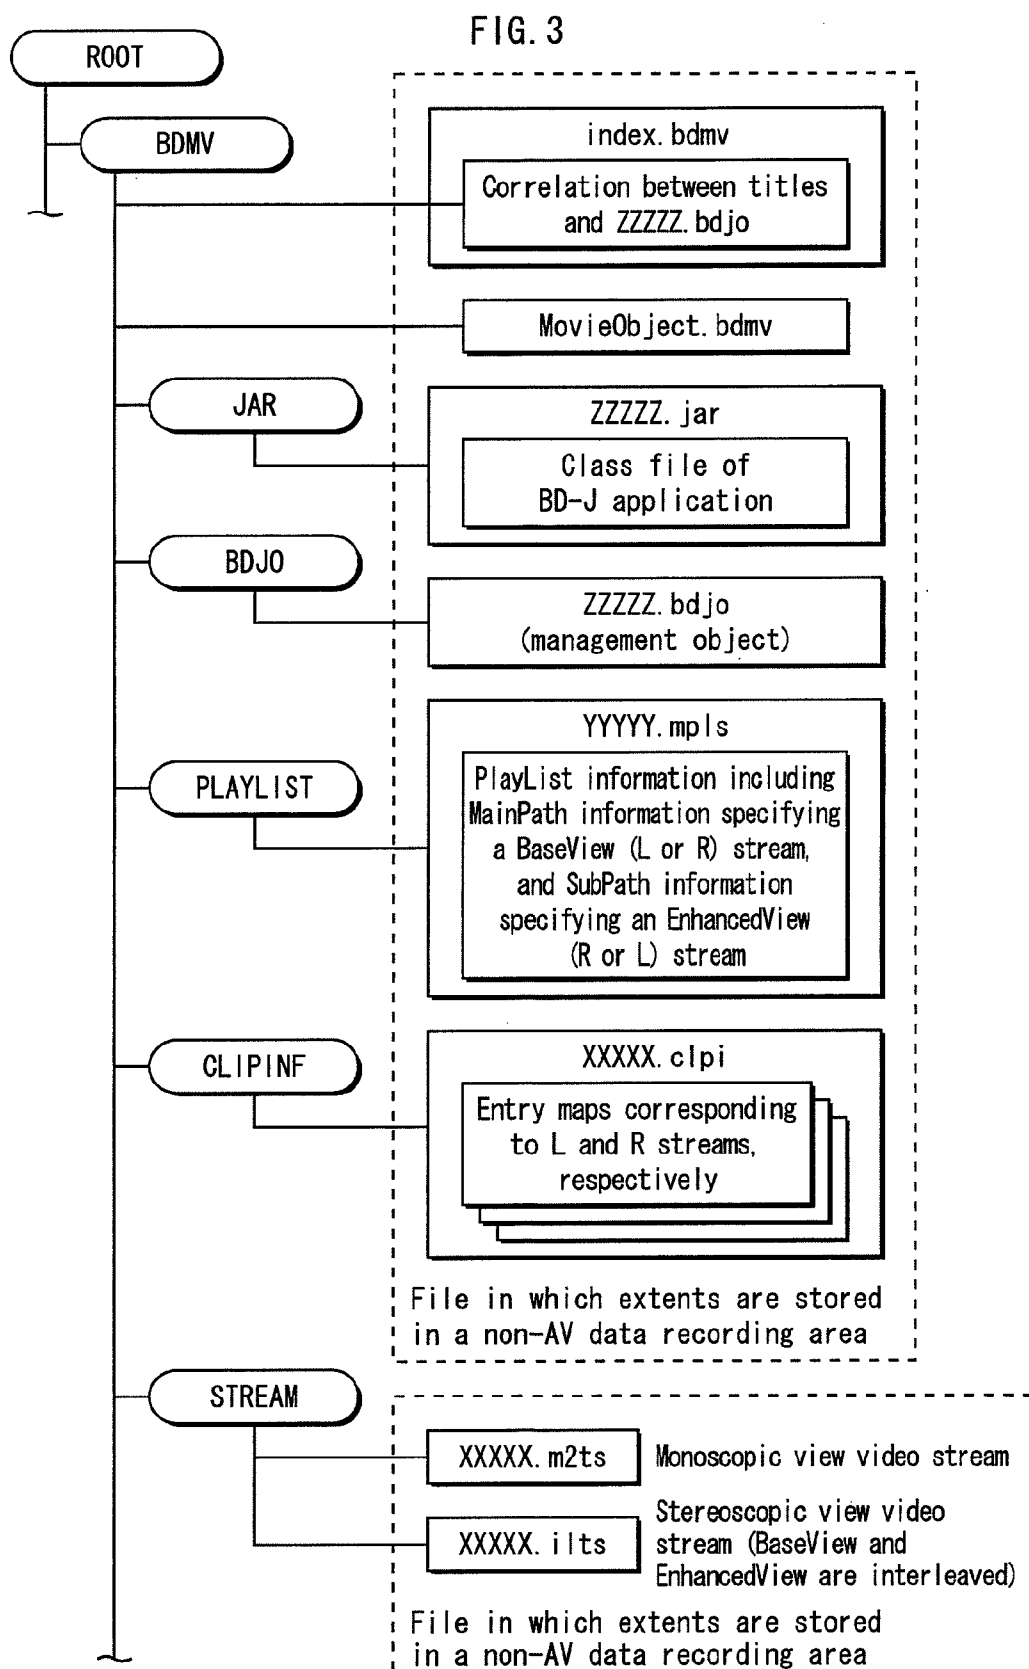 FIG. 3
ROOT
BDMV
index. bdmv
Correlation between titles
and ZZZZZ. bdjo
MovieObject. bdmv
JAR
ZZZZZ. jar
Class file of
BD-J application
BDJO
ZZZZZ. bdjo
(management object)
PLAYLIST
YYYYY. mpls
PlayList information including
MainPath information specifying
a BaseView (L or R) stream,
and SubPath information
specifying an EnhancedView
(R or L) stream
CLIPINF
XXXXX. clpi
Entry maps corresponding
to L and R streams,
respectively
File in which extents are stored
in a non-AV data recording area
STREAM
XXXXX. m2ts
Monoscopic view video stream
XXXXX. ilts
Stereoscopic view video
stream (BaseView and
EnhancedView are interleaved)
File in which extents are stored
in a non-AV data recording area